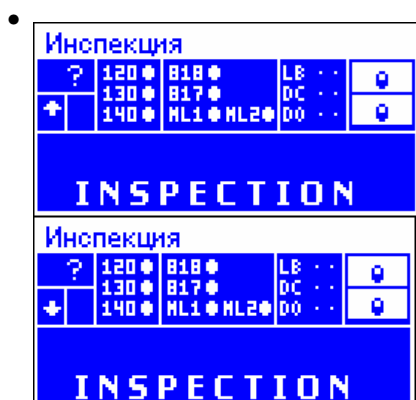 Инспекция
? 120 818 LB
130 817 DC
140 ML1 ML2 DO
INSPECTION
Инспекция
? 120 818 LB
130 817 DC
140 ML1 ML2 DO
INSPECTION